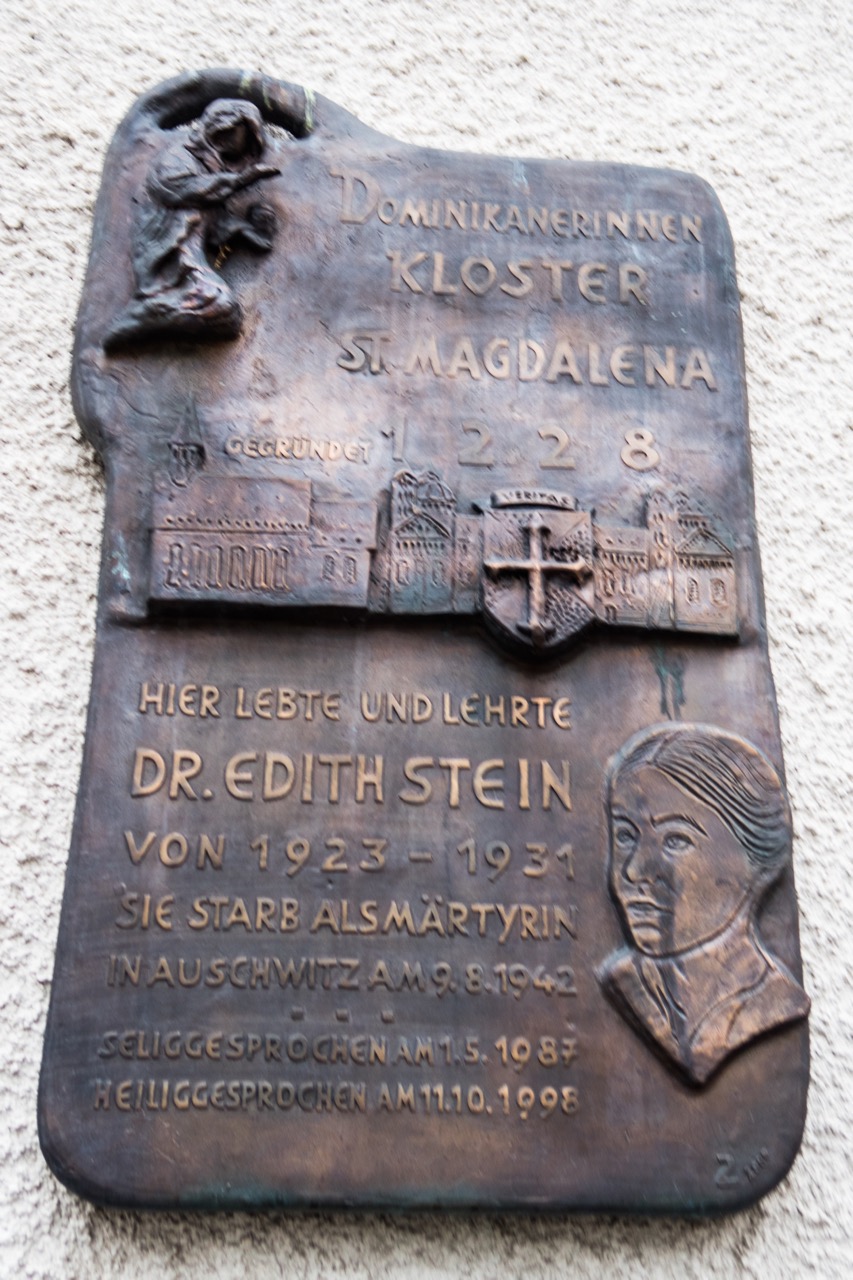 DOMINIKANERINNEN
KLOSTER
ST. MAGDALENA
GEGRÜNDET 1228
VERITAS
HIER LEBTE UND LEHRTE
DR. EDITH STEIN
VON 1923 – 1931
SIE STARB ALS MÄRTYRIN
IN AUSCHWITZ AM 9.8.1942
SELIGGESPROCHEN AM 1.5.1987
HEILIGGESPROCHEN AM 11.10.1998